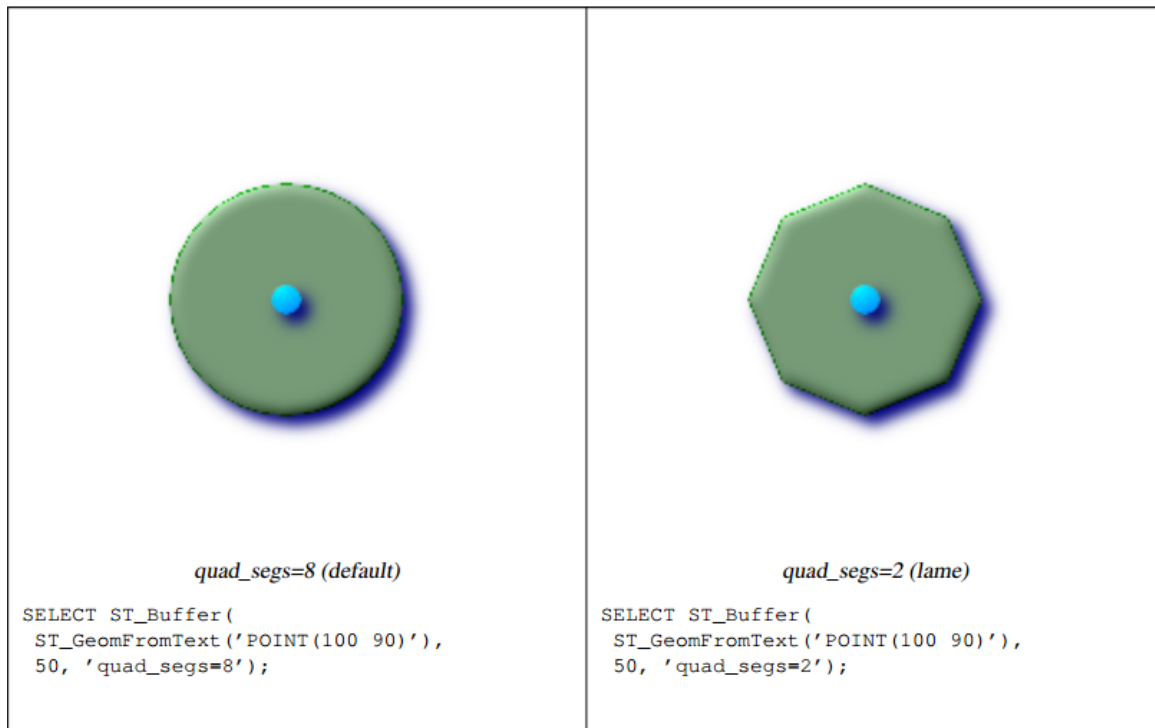 quad_segs=8 (default)
SELECT ST_Buffer(
ST_GeomFromText(’POINT(100 90)’),
50, ’quad_segs=8’);
quad_segs=2 (lame)
SELECT ST_Buffer(
ST_GeomFromText(’POINT(100 90)’),
50, ’quad_segs=2’);